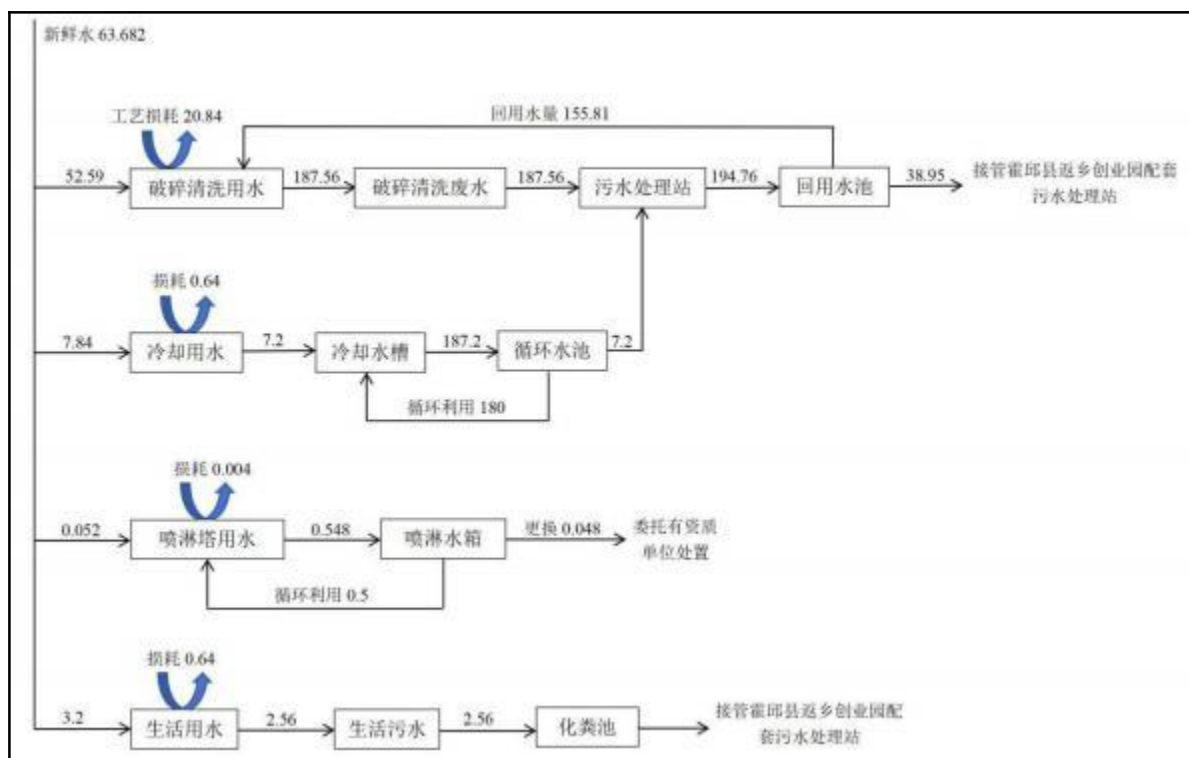 新鲜水 63.682
工艺损耗 20.84
回用水量 155.81
52.59
破碎清洗用水
187.56
破碎清洗废水
187.56
污水处理站
194.76
回用水池
38.95
接管霍邱县返乡创业园配套
污水处理站
损耗 0.64
7.84
冷却用水
7.2
冷却水槽
187.2
循环水池
7.2
循环利用 180
损耗 0.004
0.052
喷淋塔用水
0.548
喷淋水箱
更换 0.048
委托有资质
单位处置
循环利用 0.5
损耗 0.64
3.2
生活用水
2.56
生活污水
2.56
化粪池
接管霍邱县返乡创业园配
套污水处理站